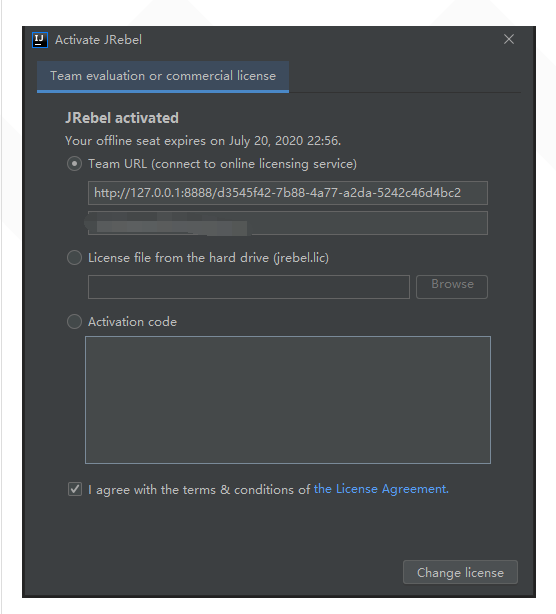 IJ
Activate JRebel
Team evaluation or commercial license
JRebel activated
Your offline seat expires on July 20, 2020 22:56.
Team URL (connect to online licensing service)
http://127.0.0.1:8888/d3545f42-7b88-4a77-a2da-5242c46d4bc2
License file from the hard drive (jrebel.lic)
Browse
Activation code
I agree with the terms & conditions of the License Agreement.
Change license